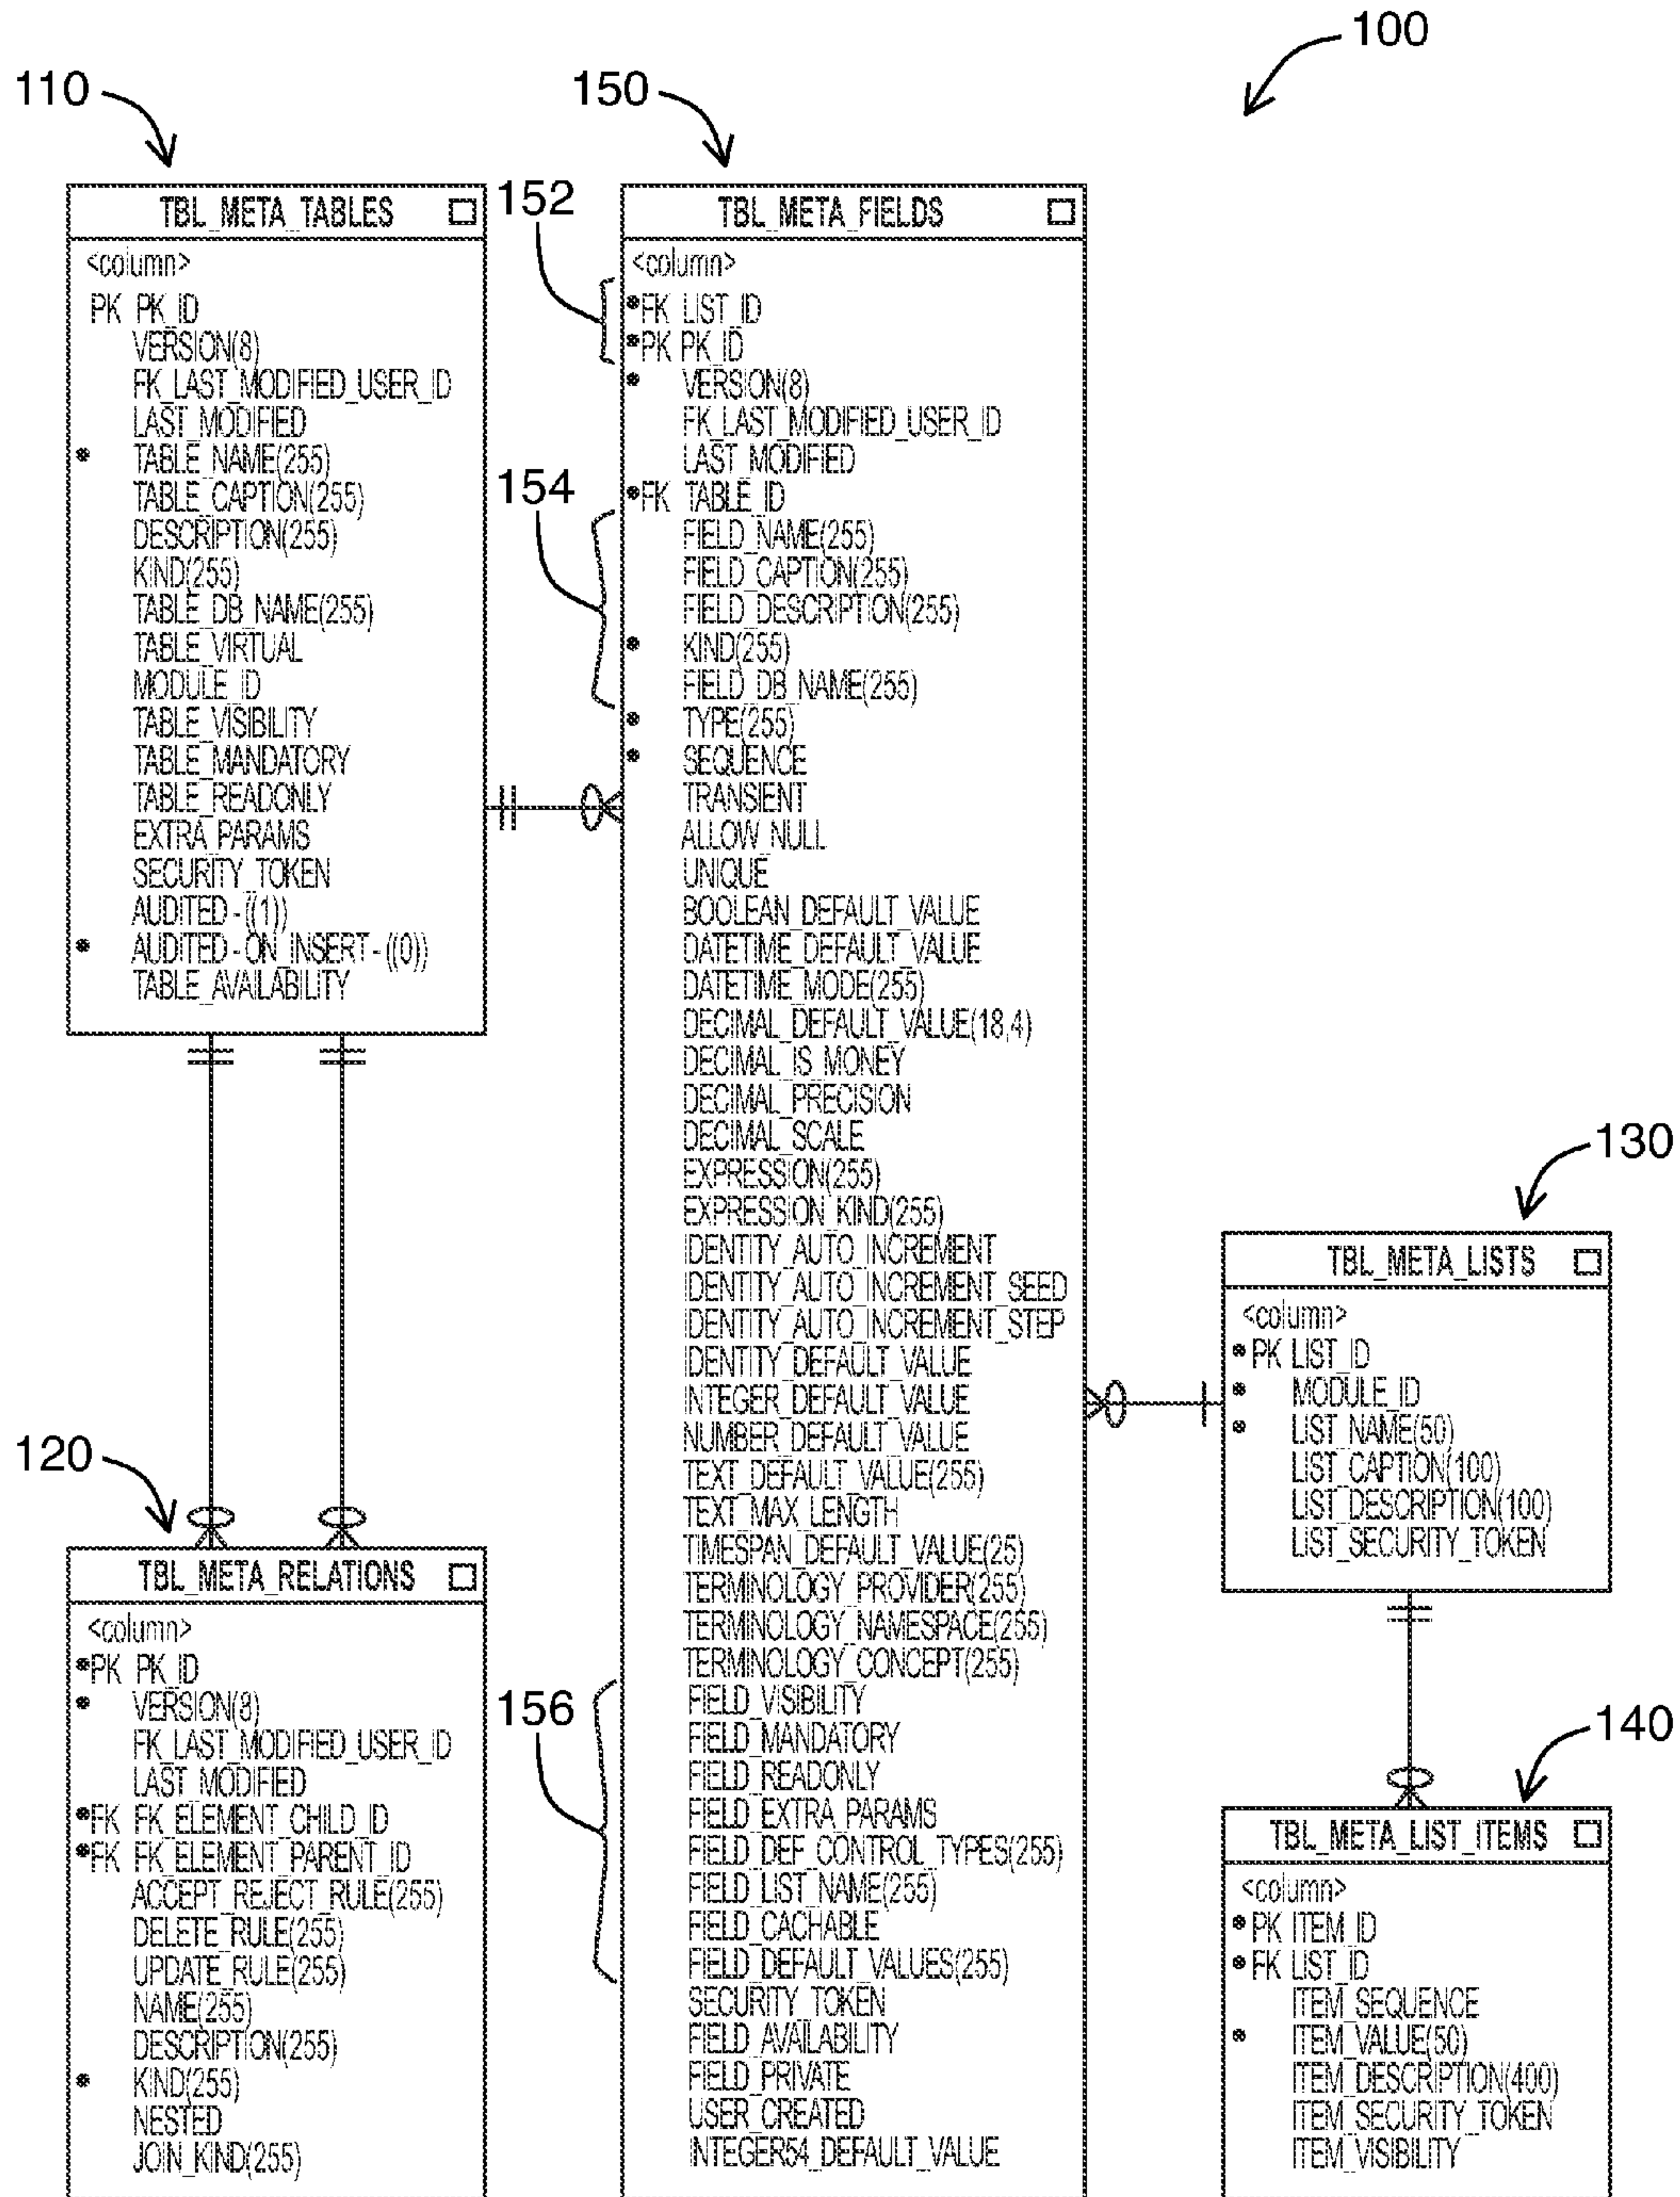 100
110
TBL_META_TABLES
<column>
PK PK_ID
VERSION(8)
FK_LAST_MODIFIED_USER_ID
LAST_MODIFIED
TABLE_NAME(255)
TABLE_CAPTION(255)
DESCRIPTION(255)
KIND(255)
TABLE_DB_NAME(255)
TABLE_VIRTUAL
MODULE_ID
TABLE_VISIBILITY
TABLE_MANDATORY
TABLE_READONLY
EXTRA_PARAMS
SECURITY_TOKEN
AUDITED - ((1))
AUDITED - ON_INSERT - ((0))
TABLE_AVAILABILITY
150
152
154
156
TBL_META_FIELDS
<column>
FK LIST_ID
PK PK_ID
VERSION(8)
FK_LAST_MODIFIED_USER_ID
LAST_MODIFIED
FK TABLE_ID
FIELD_NAME(255)
FIELD_CAPTION(255)
FIELD_DESCRIPTION(255)
KIND(255)
FIELD_DB_NAME(255)
TYPE(255)
SEQUENCE
TRANSIENT
ALLOW_NULL
UNIQUE
BOOLEAN_DEFAULT_VALUE
DATETIME_DEFAULT_VALUE
DATETIME_MODE(255)
DECIMAL_DEFAULT_VALUE(18,4)
DECIMAL_IS_MONEY
DECIMAL_PRECISION
DECIMAL_SCALE
EXPRESSION(255)
EXPRESSION_KIND(255)
IDENTITY_AUTO_INCREMENT
IDENTITY_AUTO_INCREMENT_SEED
IDENTITY_AUTO_INCREMENT_STEP
IDENTITY_DEFAULT_VALUE
INTEGER_DEFAULT_VALUE
NUMBER_DEFAULT_VALUE
TEXT_DEFAULT_VALUE(255)
TEXT_MAX_LENGTH
TIMESPAN_DEFAULT_VALUE(25)
TERMINOLOGY_PROVIDER(255)
TERMINOLOGY_NAMESPACE(255)
TERMINOLOGY_CONCEPT(255)
FIELD_VISIBILITY
FIELD_MANDATORY
FIELD_READONLY
FIELD_EXTRA_PARAMS
FIELD_DEF_CONTROL_TYPES(255)
FIELD_LIST_NAME(255)
FIELD_CACHABLE
FIELD_DEFAULT_VALUES(255)
SECURITY_TOKEN
FIELD_AVAILABILITY
FIELD_PRIVATE
USER_CREATED
INTEGER54_DEFAULT_VALUE
120
TBL_META_RELATIONS
<column>
PK PK_ID
VERSION(8)
FK_LAST_MODIFIED_USER_ID
LAST_MODIFIED
FK FK_ELEMENT_CHILD_ID
FK FK_ELEMENT_PARENT_ID
ACCEPT_REJECT_RULE(255)
DELETE_RULE(255)
UPDATE_RULE(255)
NAME(255)
DESCRIPTION(255)
KIND(255)
NESTED
JOIN_KIND(255)
130
TBL_META_LISTS
<column>
PK LIST_ID
MODULE_ID
LIST_NAME(50)
LIST_CAPTION(100)
LIST_DESCRIPTION(100)
LIST_SECURITY_TOKEN
140
TBL_META_LIST_ITEMS
<column>
PK ITEM_ID
FK LIST_ID
ITEM_SEQUENCE
ITEM_VALUE(50)
ITEM_DESCRIPTION(400)
ITEM_SECURITY_TOKEN
ITEM_VISIBILITY